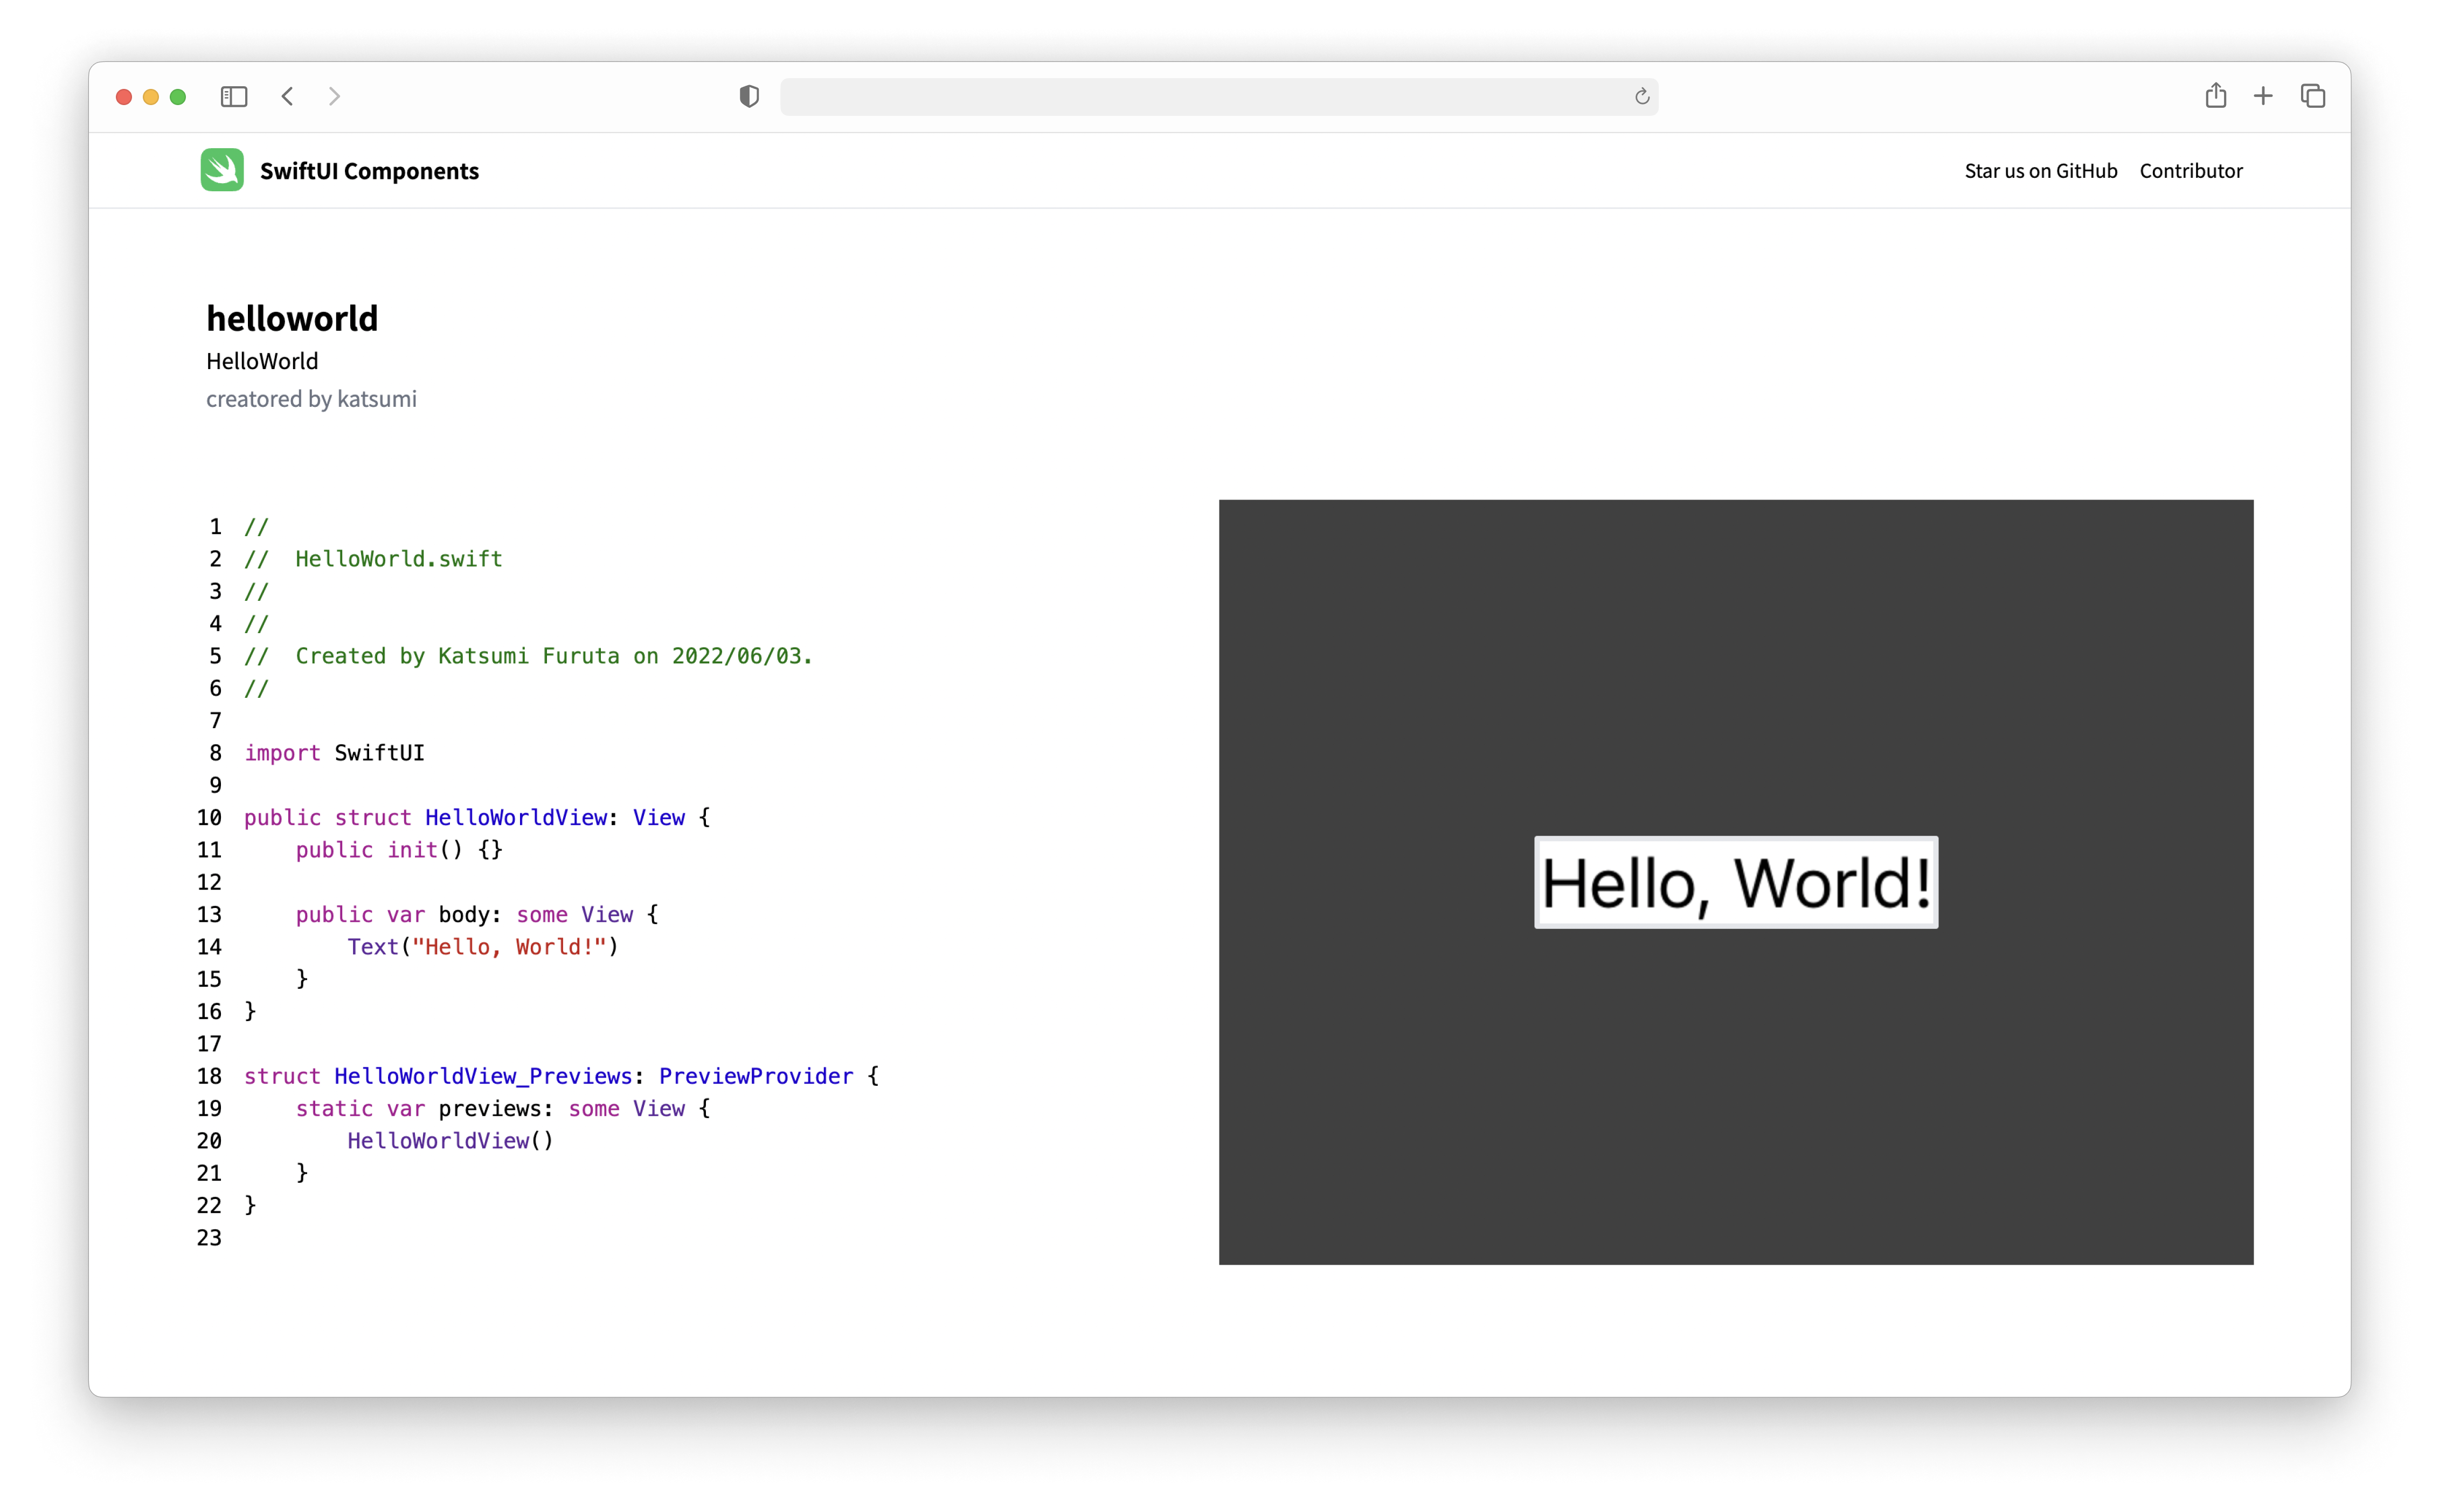 SwiftUI Components
Star us on GitHub Contributor
helloworld
HelloWorld
creatored by katsumi
1 //
2 //  HelloWorld.swift
3 //
4 //
5 //  Created by Katsumi Furuta on 2022/06/03.
6 //
7
8 import SwiftUI
9
10 public struct HelloWorldView: View {
11     public init() {}
12
13     public var body: some View {
14         Text("Hello, World!")
15     }
16 }
17
18 struct HelloWorldView_Previews: PreviewProvider {
19     static var previews: some View {
20         HelloWorldView()
21     }
22 }
23
Hello, World!